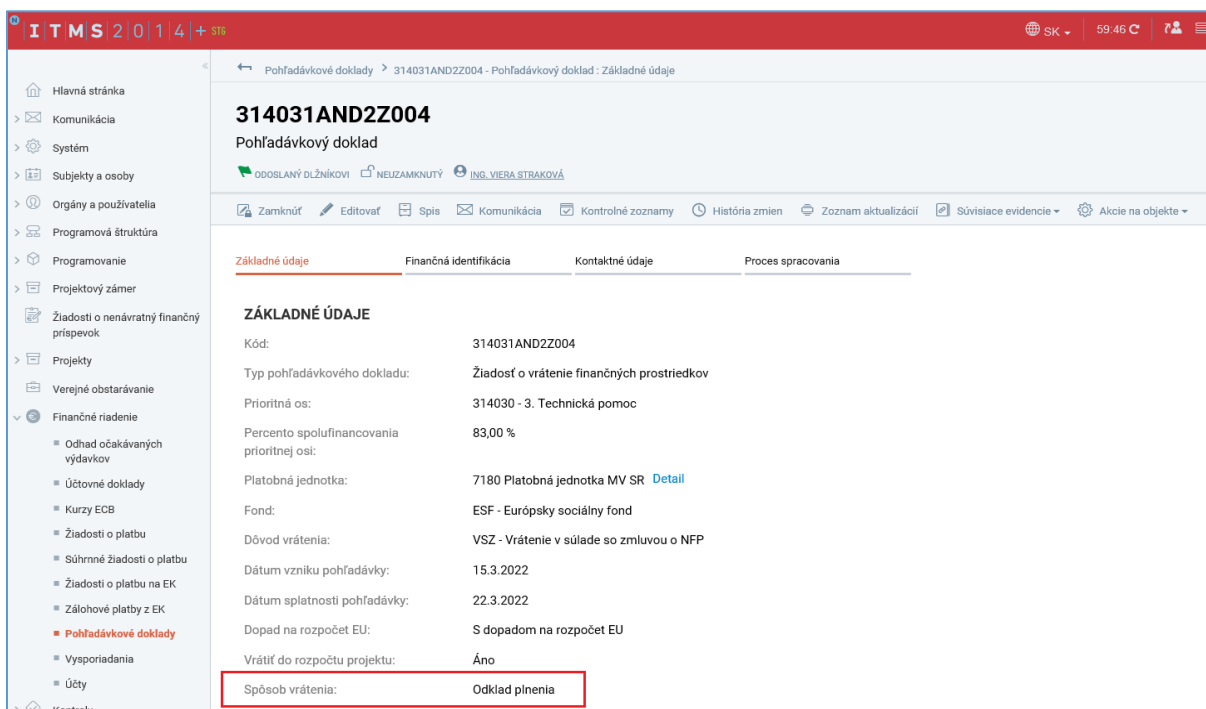 ITMS2014+ STG
SK
59:46
Pohľadávkové doklady > 314031AND2Z004 - Pohľadávkový doklad : Základné údaje
314031AND2Z004
Pohľadávkový doklad
ODOSLANÝ DLŽNÍKOVI NEUZAMKNUTÝ ING. VIERA STRAKOVÁ
Zamknúť Editovať Spis Komunikácia Kontrolné zoznamy História zmien Zoznam aktualizácií Súvisiace evidencie Akcie na objekte
Hlavná stránka
Komunikácia
Systém
Subjekty a osoby
Orgány a používatelia
Programová štruktúra
Programovanie
Projektový zámer
Žiadosti o nenávratný finančný
príspevok
Projekty
Verejné obstarávanie
Finančné riadenie
Odhad očakávaných
výdavkov
Účtovné doklady
Kurzy ECB
Žiadosti o platbu
Súhrnné žiadosti o platbu
Žiadosti o platbu na EK
Zálohové platby z EK
Pohľadávkové doklady
Vysporiadania
Účty
Základné údaje Finančná identifikácia Kontaktné údaje Proces spracovania
ZÁKLADNÉ ÚDAJE
Kód: 314031AND2Z004
Typ pohľadávkového dokladu: Žiadosť o vrátenie finančných prostriedkov
Prioritná os: 314030 - 3. Technická pomoc
Percento spolufinancovania 83,00 %
prioritnej osi:
Platobná jednotka: 7180 Platobná jednotka MV SR Detail
Fond: ESF - Európsky sociálny fond
Dôvod vrátenia: VSZ - Vrátenie v súlade so zmluvou o NFP
Dátum vzniku pohľadávky: 15.3.2022
Dátum splatnosti pohľadávky: 22.3.2022
Dopad na rozpočet EU: S dopadom na rozpočet EU
Vrátiť do rozpočtu projektu: Áno
Spôsob vrátenia: Odklad plnenia